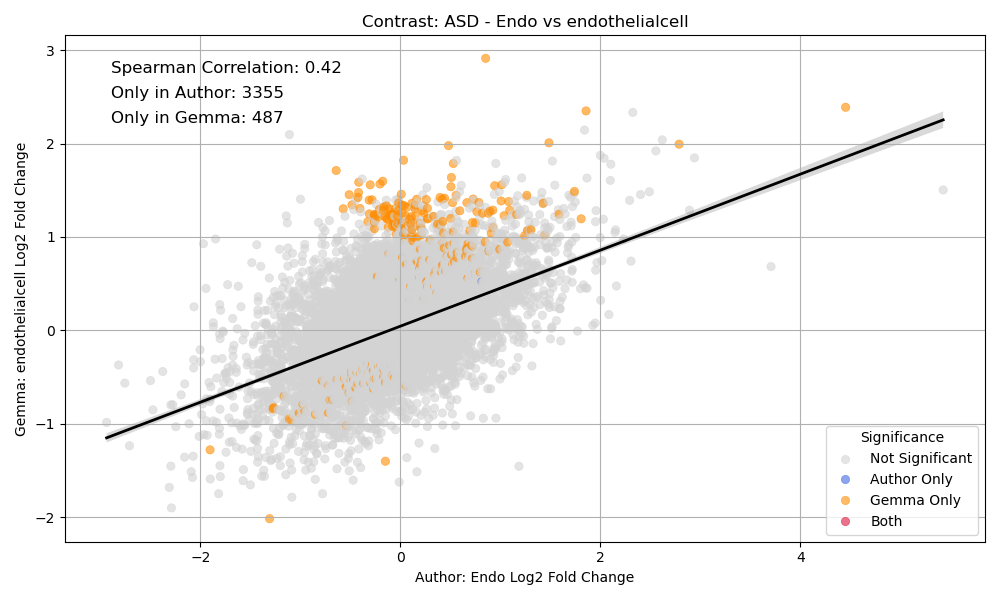 Contrast: ASD - Endo vs endothelialcell
Spearman Correlation: 0.42
Only in Author: 3355
Only in Gemma: 487
Gemma: endothelialcell Log2 Fold Change
3
2
1
0
−1
−2
−2
0
2
4
Author: Endo Log2 Fold Change
Significance
Not Significant
Author Only
Gemma Only
Both